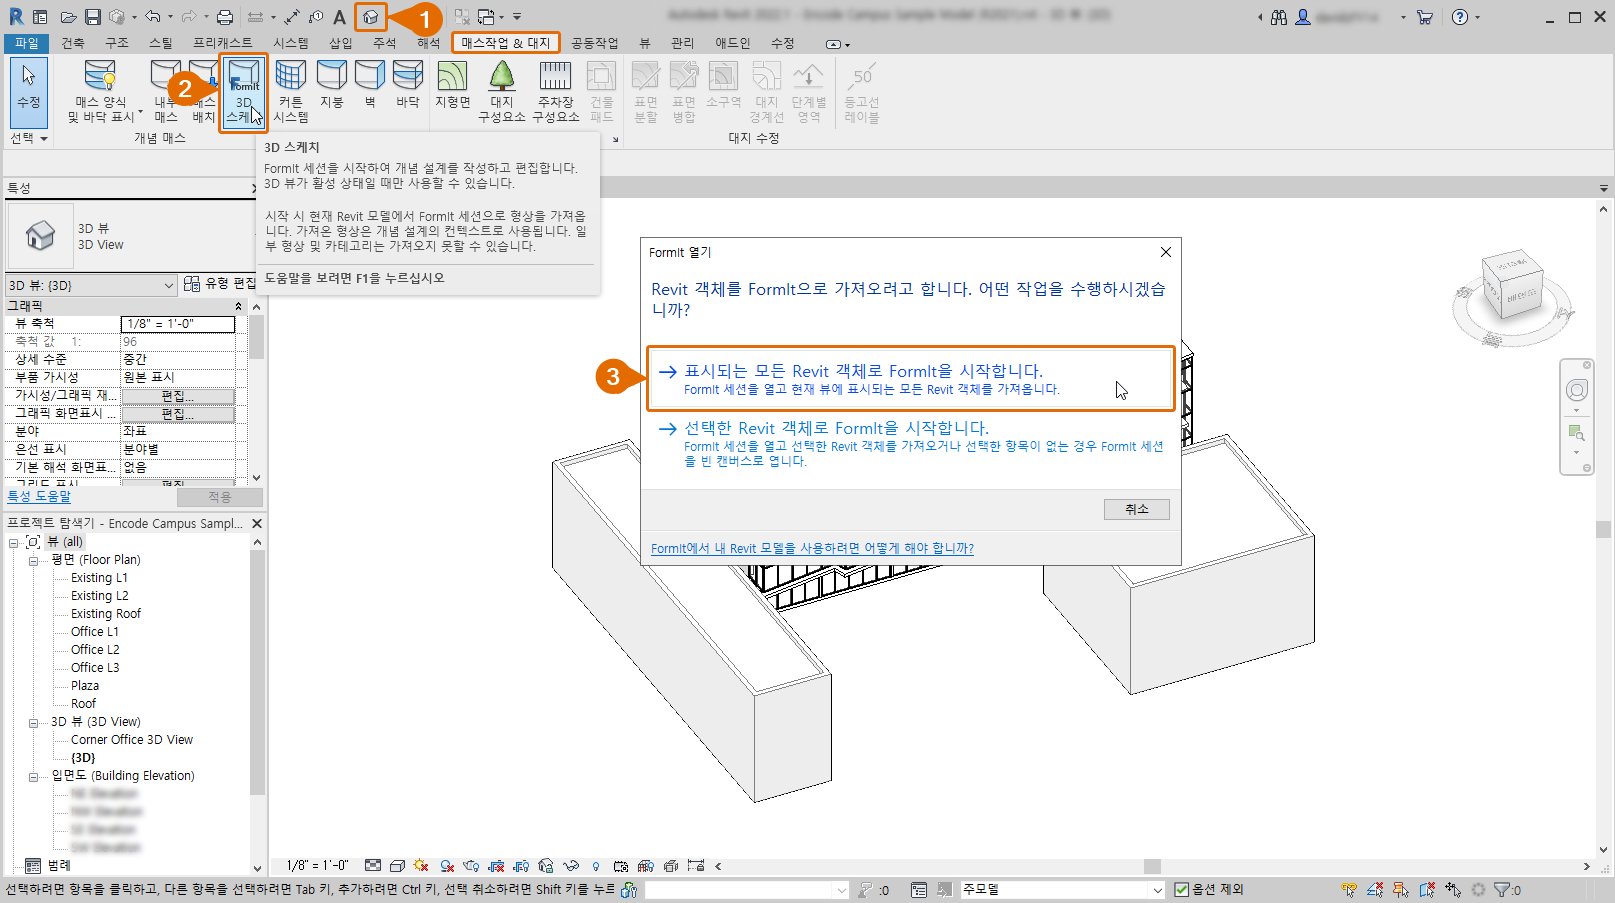 1
파일
건축
구조
스틸
프리캐스트
시스템
삽입
주석
해석
매스작업 & 대지
공동작업
뷰
관리
애드인
수정
2
수정
매스 양식
및 바닥 표시
매스
배치
FormIt
3D
스케
커튼
시스템
지붕
벽
바닥
지형면
대지
구성요소
주차장
구성요소
건물
패드
표면
분할
표면
병합
소구역
대지
경계선
단계별
영역
50
등고선
레이블
선택
개념 매스
대지 수정
3D 스케치
FormIt 세션을 시작하여 개념 설계를 작성하고 편집합니다.
3D 뷰가 활성 상태일 때만 사용할 수 있습니다.
시작 시 현재 Revit 모델에서 FormIt 세션으로 형상을 가져옵
니다. 가져온 형상은 개념 설계의 컨텍스트로 사용됩니다. 일
부 형상 및 카테고리는 가져오지 못할 수 있습니다.
도움말을 보려면 F1을 누르십시오
특성
3D 뷰
3D View
3D 뷰: {3D}
유형 편집
그래픽
뷰 축척
1/8" = 1'-0"
축척 값 1:
96
상세 수준
중간
부품 가시성
원본 표시
가시성/그래픽 재...
편집...
그래픽 화면표시 ...
편집...
분야
좌표
은선 표시
분야별
기본 해석 화면표...
없음
그리드 표시
편집
특성 도움말
적용
프로젝트 탐색기 - Encode Campus Sampl...
뷰 (all)
평면 (Floor Plan)
Existing L1
Existing L2
Existing Roof
Office L1
Office L2
Office L3
Plaza
Roof
3D 뷰 (3D View)
Corner Office 3D View
{3D}
입면도 (Building Elevation)
범례
FormIt 열기
Revit 객체를 FormIt으로 가져오려고 합니다. 어떤 작업을 수행하시겠습
니까?
3
표시되는 모든 Revit 객체로 FormIt을 시작합니다.
FormIt 세션을 열고 현재 뷰에 표시되는 모든 Revit 객체를 가져옵니다.
선택한 Revit 객체로 FormIt을 시작합니다.
FormIt 세션을 열고 선택한 Revit 객체를 가져오거나 선택한 항목이 없는 경우 FormIt 세션
을 빈 캔버스로 엽니다.
취소
FormIt에서 내 Revit 모델을 사용하려면 어떻게 해야 합니까?
1/8" = 1'-0"
선택하려면 항목을 클릭하고, 다른 항목을 선택하려면 Tab 키, 추가하려면 Ctrl 키, 선택 취소하려면 Shift 키를 누르
:0
주모델
옵션 제외
:0